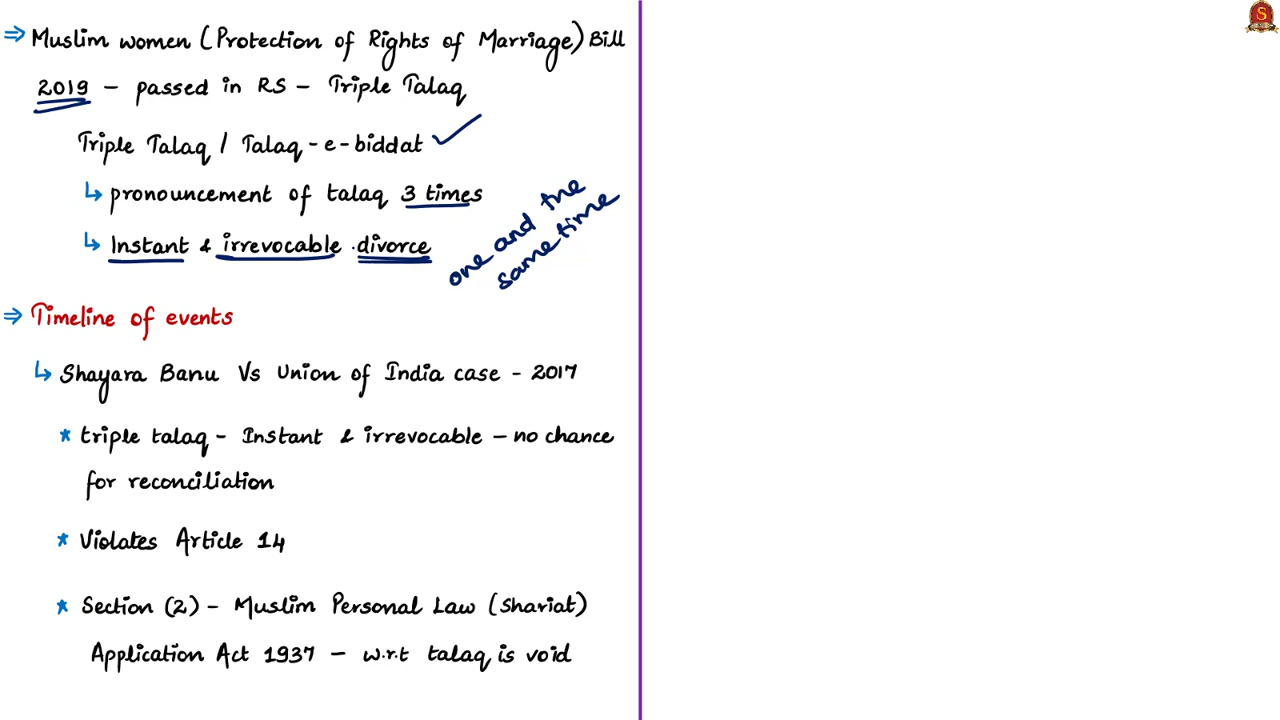 ⇒ Muslim women (Protection of Rights of Marriage) Bill
2019 - passed in RS - Triple Talaq
Triple Talaq / Talaq-e-biddat ✓
↳ pronouncement of talaq 3 times
↳ Instant & irrevocable divorce
one and the
same time
⇒ Timeline of events
↳ Shayara Banu Vs Union of India case - 2017
* triple talaq - Instant & irrevocable - no chance
for reconciliation
* Violates Article 14
* Section (2) - Muslim Personal Law (Shariat)
Application Act 1937 - w.r.t talaq is void
S